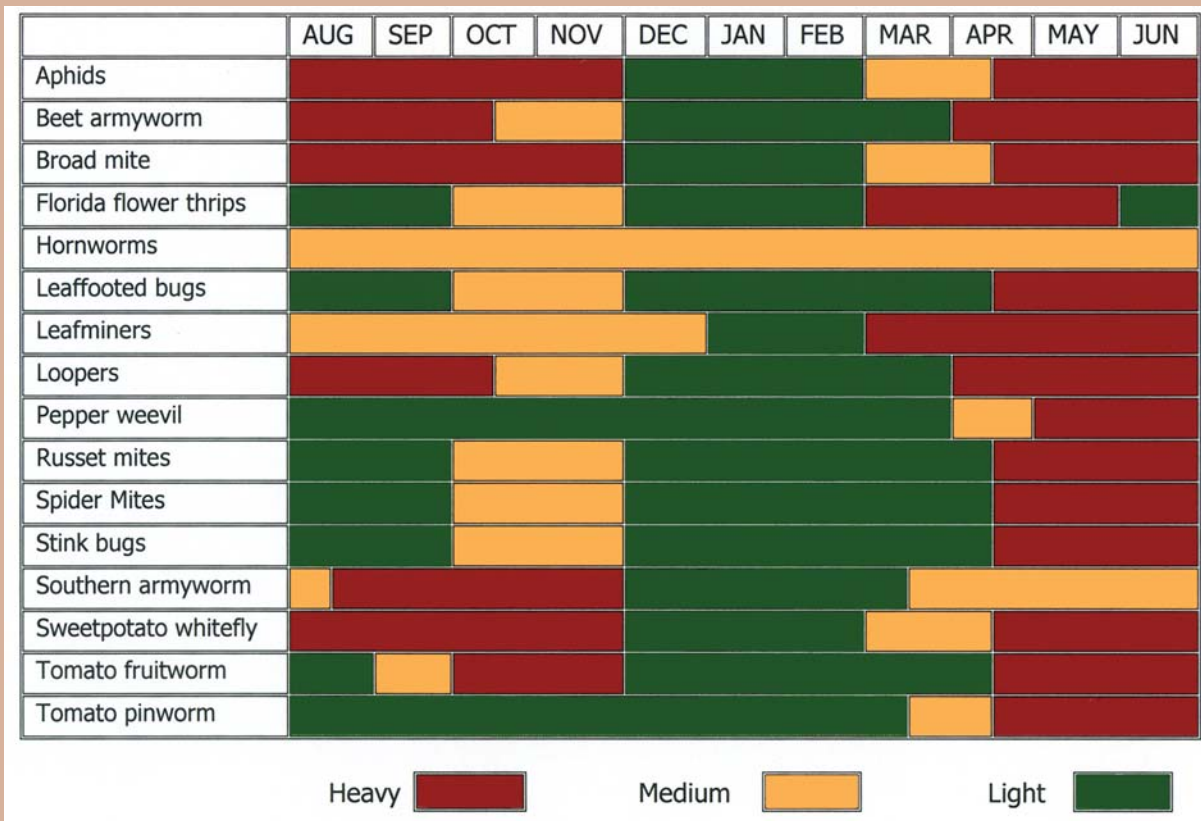 AUG SEP OCT NOV DEC JAN FEB MAR APR MAY JUN
Aphids
Beet armyworm
Broad mite
Florida flower thrips
Hornworms
Leaffooted bugs
Leafminers
Loopers
Pepper weevil
Russet mites
Spider Mites
Stink bugs
Southern armyworm
Sweetpotato whitefly
Tomato fruitworm
Tomato pinworm
Heavy Medium Light